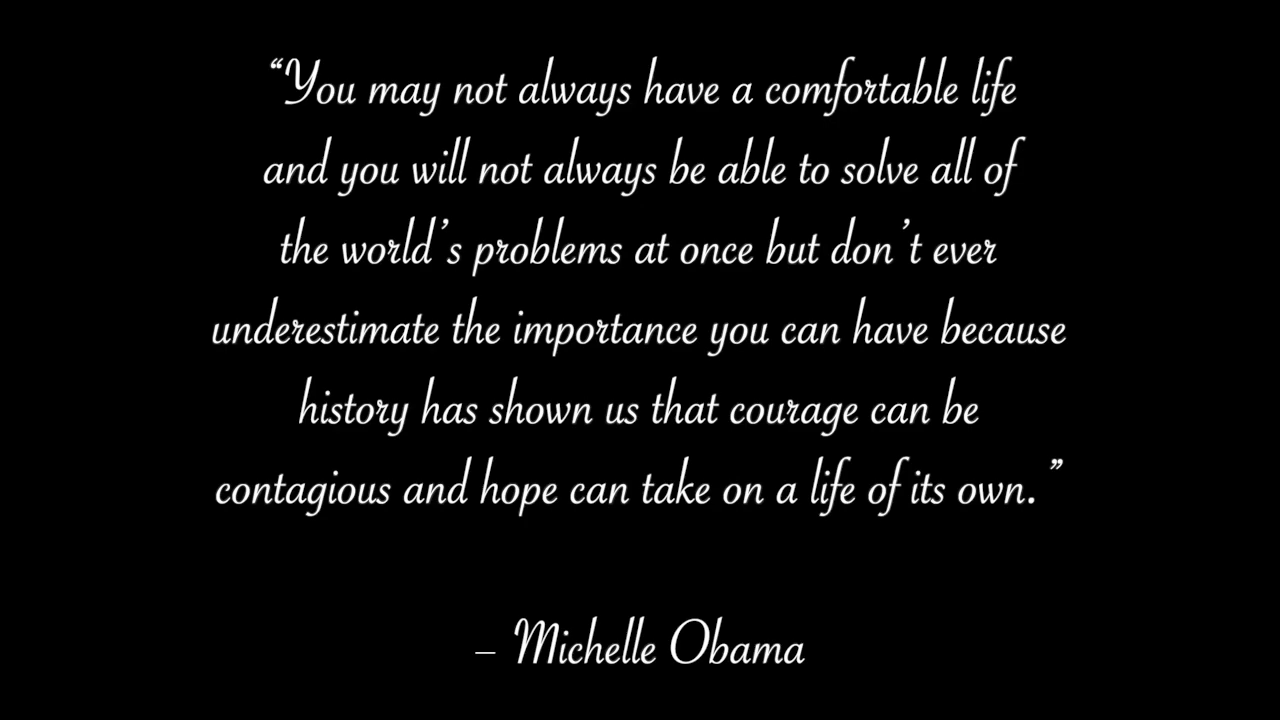 “You may not always have a comfortable life
and you will not always be able to solve all of
the world’s problems at once but don’t ever
underestimate the importance you can have because
history has shown us that courage can be
contagious and hope can take on a life of its own.”
– Michelle Obama